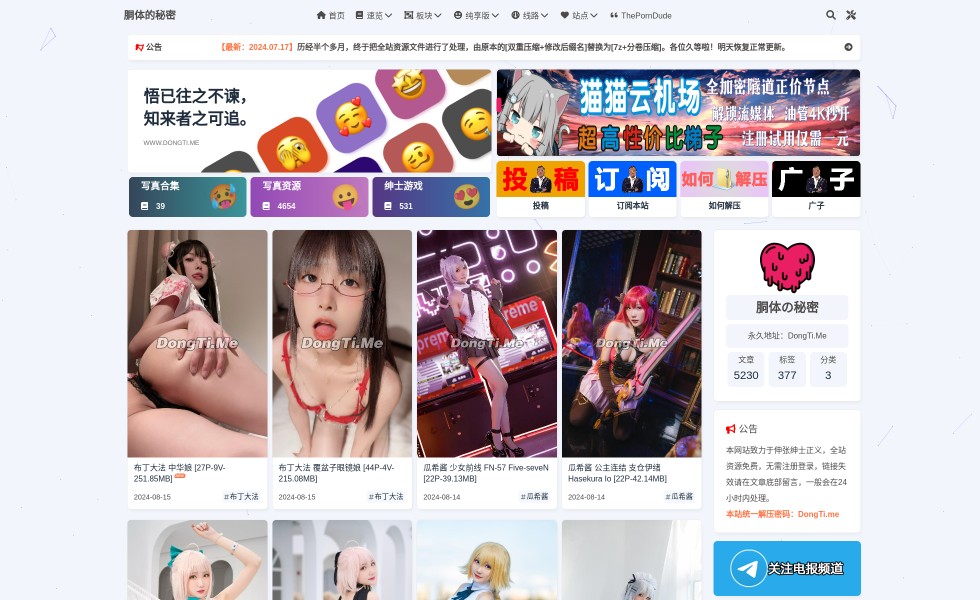 胴体の秘密
首页 速览 板块 纯享版 线路 站点 ThePornDude
公告
【最新：2024.07.17】历经半个多月，终于把全站资源文件进行了处理，由原本的[双重压缩+修改后缀名]替换为[7z+分卷压缩]。各位久等啦！明天恢复正常更新。
悟已往之不谏，
知来者之可追。
WWW.DONGTI.ME
猫猫云机场
全加密隧道正价节点
解锁流媒体 油管4K秒开
超高性价比梯子
注册试用仅需一元
写真合集
39
写真资源
4654
绅士游戏
531
投稿
订阅
如何解压
广子
投稿
订阅本站
如何解压
广子
DongTi.Me
DongTi.Me
DongTi.Me
DongTi.Me
布丁大法 中华娘 [27P-9V-
251.85MB]
2024-08-15
#布丁大法
布丁大法 覆盆子眼镜娘 [44P-4V-
215.08MB]
2024-08-15
#布丁大法
瓜希酱 少女前线 FN-57 Five-seveN
[22P-39.13MB]
2024-08-14
#瓜希酱
瓜希酱 公主连结 支仓伊绪
Hasekura Io [22P-42.14MB]
2024-08-14
#瓜希酱
胴体の秘密
永久地址：DongTi.Me
文章
5230
标签
377
分类
3
公告
本网站致力于伸张绅士正义，全站
资源免费，无需注册登录，链接失
效请在文章底部留言，一般会在24
小时内处理。
本站统一解压密码：DongTi.me
关注电报频道